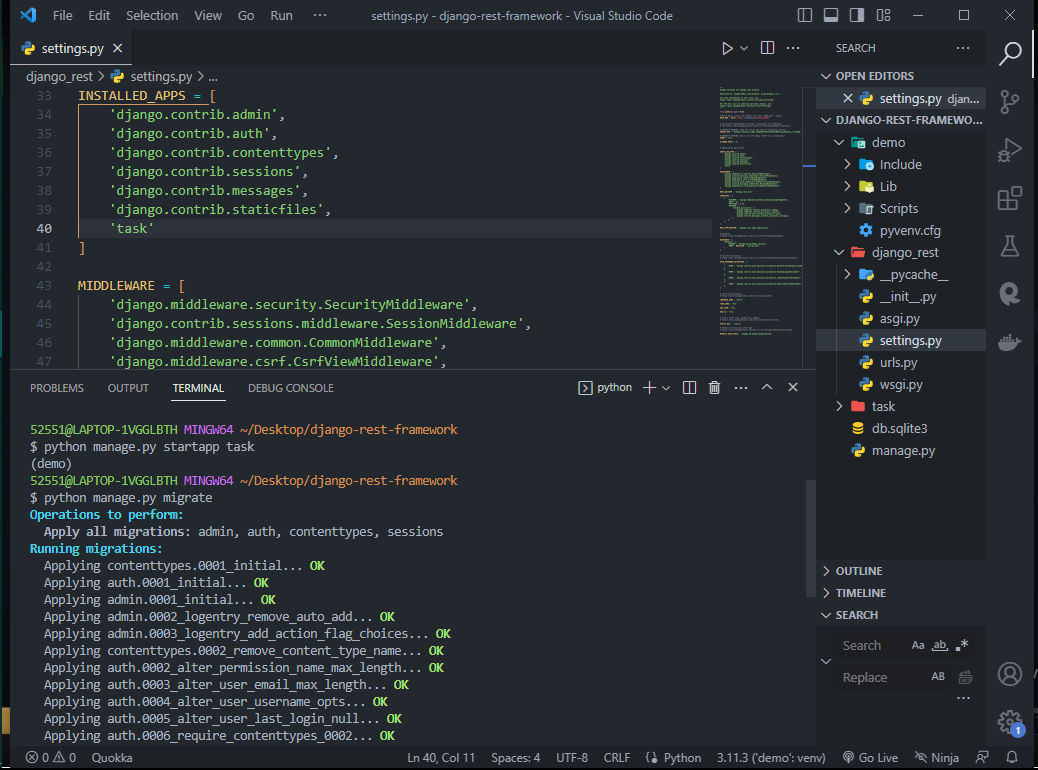 File Edit Selection View Go Run ··· settings.py - django-rest-framework - Visual Studio Code
settings.py
django_rest > settings.py > ...
33 INSTALLED_APPS = [
34 'django.contrib.admin',
35 'django.contrib.auth',
36 'django.contrib.contenttypes',
37 'django.contrib.sessions',
38 'django.contrib.messages',
39 'django.contrib.staticfiles',
40 'task'
41 ]
42
43 MIDDLEWARE = [
44 'django.middleware.security.SecurityMiddleware',
45 'django.contrib.sessions.middleware.SessionMiddleware',
46 'django.middleware.common.CommonMiddleware',
47 'django.middleware.csrf.CsrfViewMiddleware',
PROBLEMS OUTPUT TERMINAL DEBUG CONSOLE python
52551@LAPTOP-1VGGLBTH MINGW64 ~/Desktop/django-rest-framework
$ python manage.py startapp task
(demo)
52551@LAPTOP-1VGGLBTH MINGW64 ~/Desktop/django-rest-framework
$ python manage.py migrate
Operations to perform:
Apply all migrations: admin, auth, contenttypes, sessions
Running migrations:
Applying contenttypes.0001_initial... OK
Applying auth.0001_initial... OK
Applying admin.0001_initial... OK
Applying admin.0002_logentry_remove_auto_add... OK
Applying admin.0003_logentry_add_action_flag_choices... OK
Applying contenttypes.0002_remove_content_type_name... OK
Applying auth.0002_alter_permission_name_max_length... OK
Applying auth.0003_alter_user_email_max_length... OK
Applying auth.0004_alter_user_username_opts... OK
Applying auth.0005_alter_user_last_login_null... OK
Applying auth.0006_require_contenttypes_0002... OK
SEARCH
OPEN EDITORS
settings.py djan...
DJANGO-REST-FRAMEWO...
demo
Include
Lib
Scripts
pyvenv.cfg
django_rest
__pycache__
__init__.py
asgi.py
settings.py
urls.py
wsgi.py
task
db.sqlite3
manage.py
OUTLINE
TIMELINE
SEARCH
Search Aa ab .*
Replace AB
1
0 0 Quokka Ln 40, Col 11 Spaces: 4 UTF-8 CRLF Python 3.11.3 ('demo': venv) Go Live Ninja